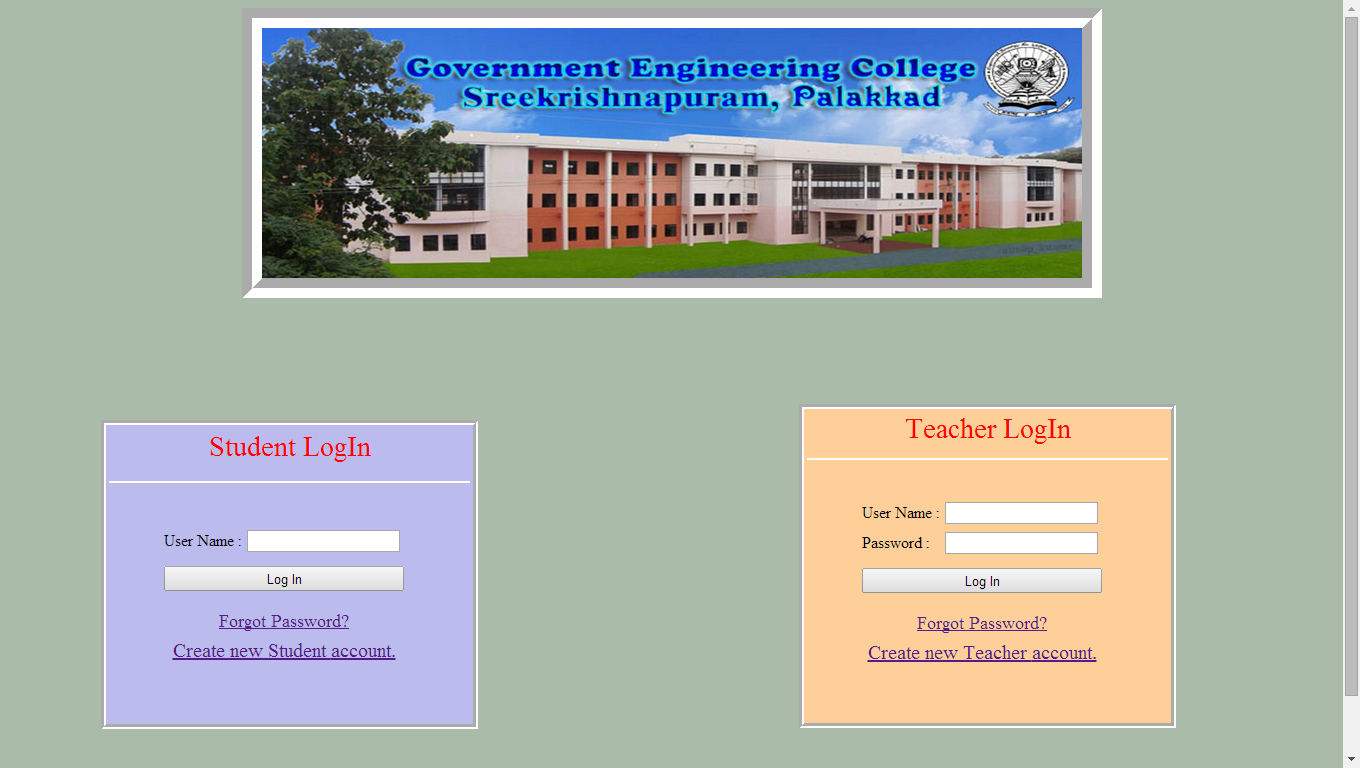 Government Engineering College
Sreekrishnapuram, Palakkad
Student LogIn
User Name :
Log In
Forgot Password?
Create new Student account.
Teacher LogIn
User Name :
Password :
Log In
Forgot Password?
Create new Teacher account.